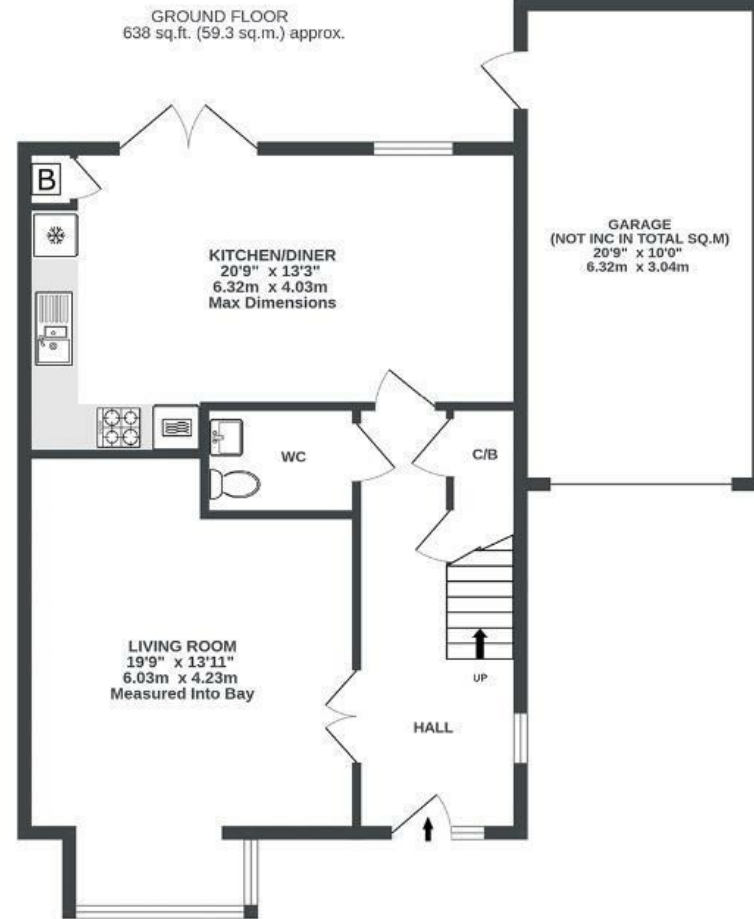 GROUND FLOOR
638 sq.ft. (59.3 sq.m.) approx.
B
KITCHEN/DINER
20'9" x 13'3"
6.32m x 4.03m
Max Dimensions
GARAGE
(NOT INC IN TOTAL SQ.M)
20'9" x 10'0"
6.32m x 3.04m
WC
C/B
LIVING ROOM
19'9" x 13'11"
6.03m x 4.23m
Measured Into Bay
UP
HALL